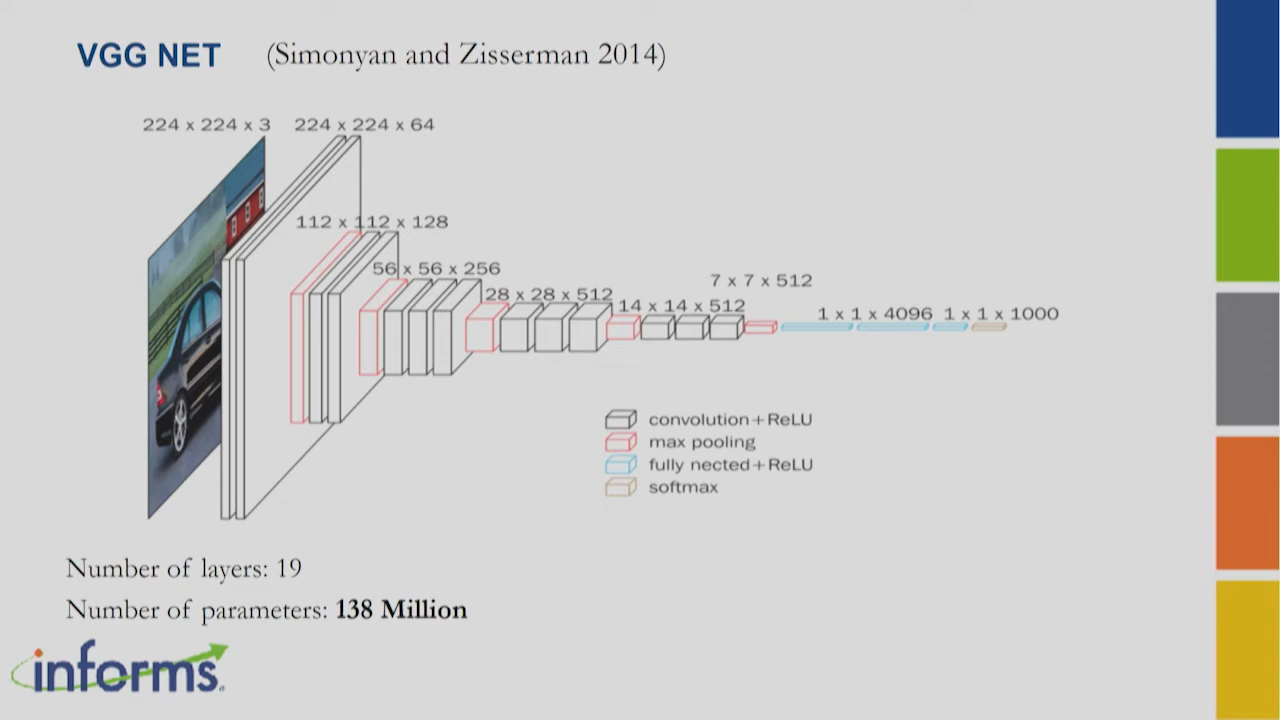 VGG NET (Simonyan and Zisserman 2014)
224 x 224 x 3 224 x 224 x 64
112 x 112 x 128
56 x 56 x 256
28 x 28 x 512
14 x 14 x 512
7 x 7 x 512
1 x 1 x 4096 1 x 1 x 1000
convolution+ReLU
max pooling
fully nected+ReLU
softmax
Number of layers: 19
Number of parameters: 138 Million
informs